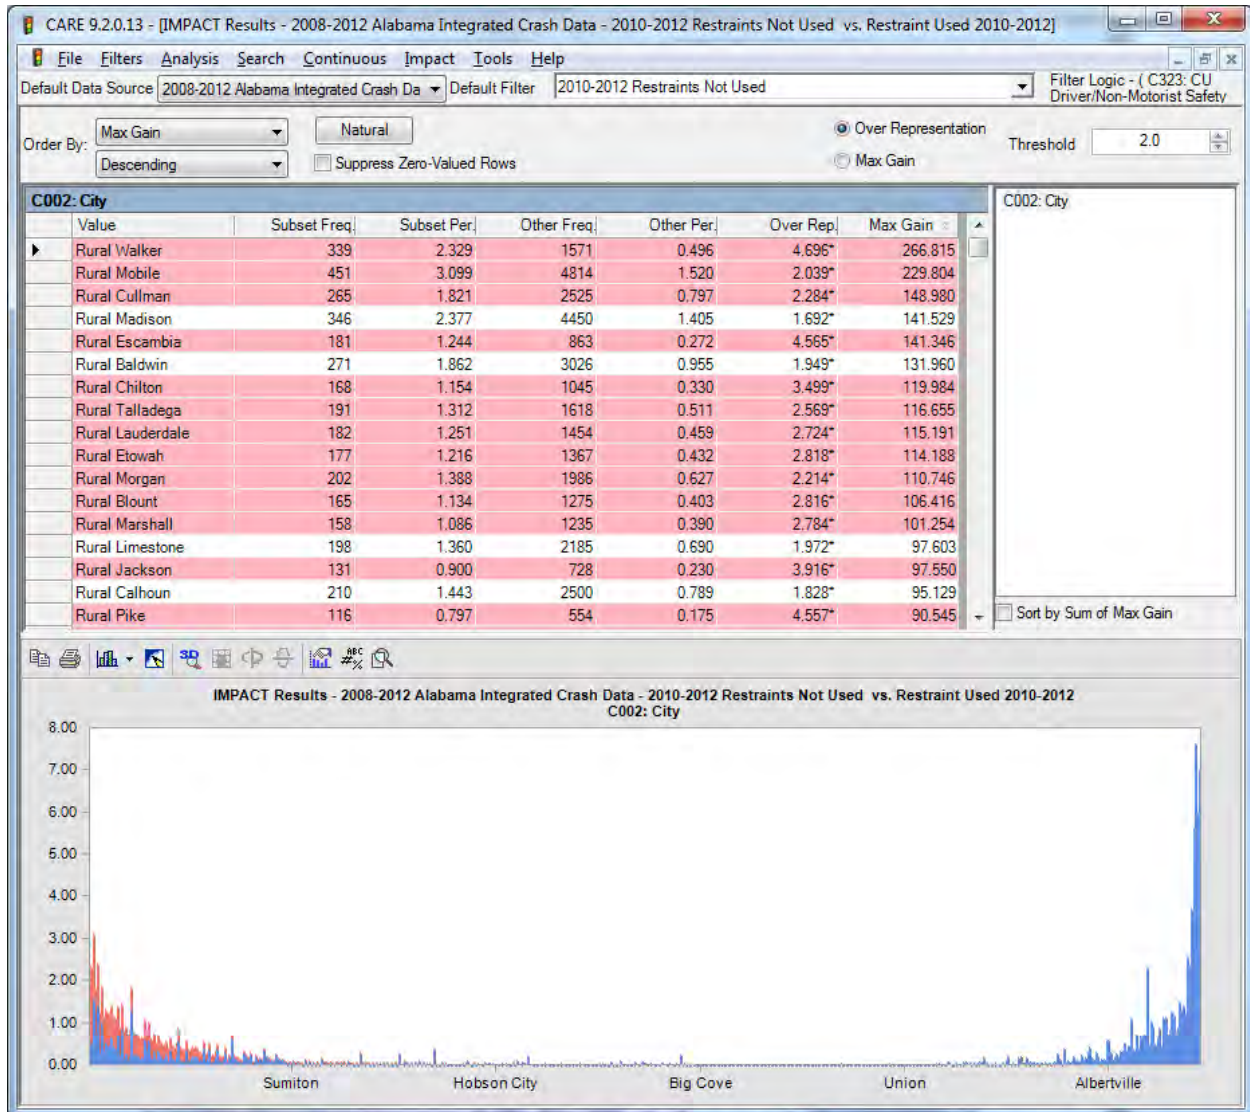 CARE 9.2.0.13 - [IMPACT Results - 2008-2012 Alabama Integrated Crash Data - 2010-2012 Restraints Not Used vs. Restraint Used 2010-2012]
File Filters Analysis Search Continuous Impact Tools Help
Default Data Source 2008-2012 Alabama Integrated Crash Da Default Filter 2010-2012 Restraints Not Used Filter Logic - ( C323: CU
Driver/Non-Motorist Safety
Order By: Max Gain Natural Over Representation Threshold 2.0
Descending Suppress Zero-Valued Rows Max Gain
C002: City C002: City
Value Subset Freq. Subset Per. Other Freq. Other Per. Over Rep. Max Gain
Rural Walker 339 2.329 1571 0.496 4.696* 266.815
Rural Mobile 451 3.099 4814 1.520 2.039* 229.804
Rural Cullman 265 1.821 2525 0.797 2.284* 148.980
Rural Madison 346 2.377 4450 1.405 1.692* 141.529
Rural Escambia 181 1.244 863 0.272 4.565* 141.346
Rural Baldwin 271 1.862 3026 0.955 1.949* 131.960
Rural Chilton 168 1.154 1045 0.330 3.499* 119.984
Rural Talladega 191 1.312 1618 0.511 2.569* 116.655
Rural Lauderdale 182 1.251 1454 0.459 2.724* 115.191
Rural Etowah 177 1.216 1367 0.432 2.818* 114.188
Rural Morgan 202 1.388 1986 0.627 2.214* 110.746
Rural Blount 165 1.134 1275 0.403 2.816* 106.416
Rural Marshall 158 1.086 1235 0.390 2.784* 101.254
Rural Limestone 198 1.360 2185 0.690 1.972* 97.603
Rural Jackson 131 0.900 728 0.230 3.916* 97.550
Rural Calhoun 210 1.443 2500 0.789 1.828* 95.129
Rural Pike 116 0.797 554 0.175 4.557* 90.545
Sort by Sum of Max Gain
3D ABC #%
IMPACT Results - 2008-2012 Alabama Integrated Crash Data - 2010-2012 Restraints Not Used vs. Restraint Used 2010-2012
C002: City
8.00
7.00
6.00
5.00
4.00
3.00
2.00
1.00
0.00
Sumiton Hobson City Big Cove Union Albertville